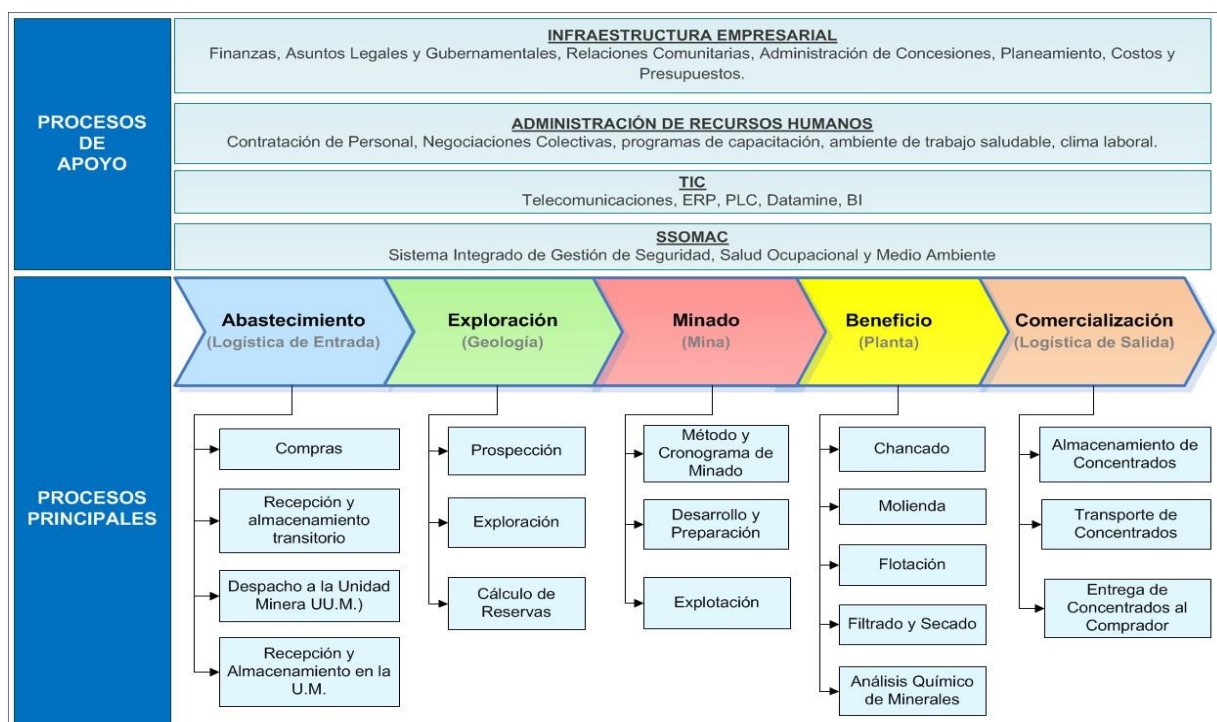 PROCESOS
DE
APOYO
INFRAESTRUCTURA EMPRESARIAL
Finanzas, Asuntos Legales y Gubernamentales, Relaciones Comunitarias, Administración de Concesiones, Planeamiento, Costos y
Presupuestos.
ADMINISTRACIÓN DE RECURSOS HUMANOS
Contratación de Personal, Negociaciones Colectivas, programas de capacitación, ambiente de trabajo saludable, clima laboral.
TIC
Telecomunicaciones, ERP, PLC, Datamine, BI
SSOMAC
Sistema Integrado de Gestión de Seguridad, Salud Ocupacional y Medio Ambiente
PROCESOS
PRINCIPALES
Abastecimiento
(Logística de Entrada)
Compras
Recepción y
almacenamiento
transitorio
Despacho a la Unidad
Minera UU.M.)
Recepción y
Almacenamiento en la
U.M.
Exploración
(Geología)
Prospección
Exploración
Cálculo de
Reservas
Minado
(Mina)
Método y
Cronograma de
Minado
Desarrollo y
Preparación
Explotación
Beneficio
(Planta)
Chancado
Molienda
Flotación
Filtrado y Secado
Análisis Químico
de Minerales
Comercialización
(Logística de Salida)
Almacenamiento de
Concentrados
Transporte de
Concentrados
Entrega de
Concentrados al
Comprador